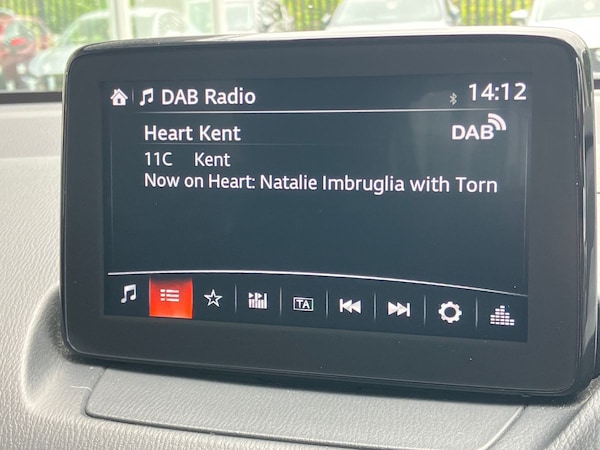 DAB Radio 14:12
Heart Kent DAB
11C Kent
Now on Heart: Natalie Imbruglia with Torn
TA